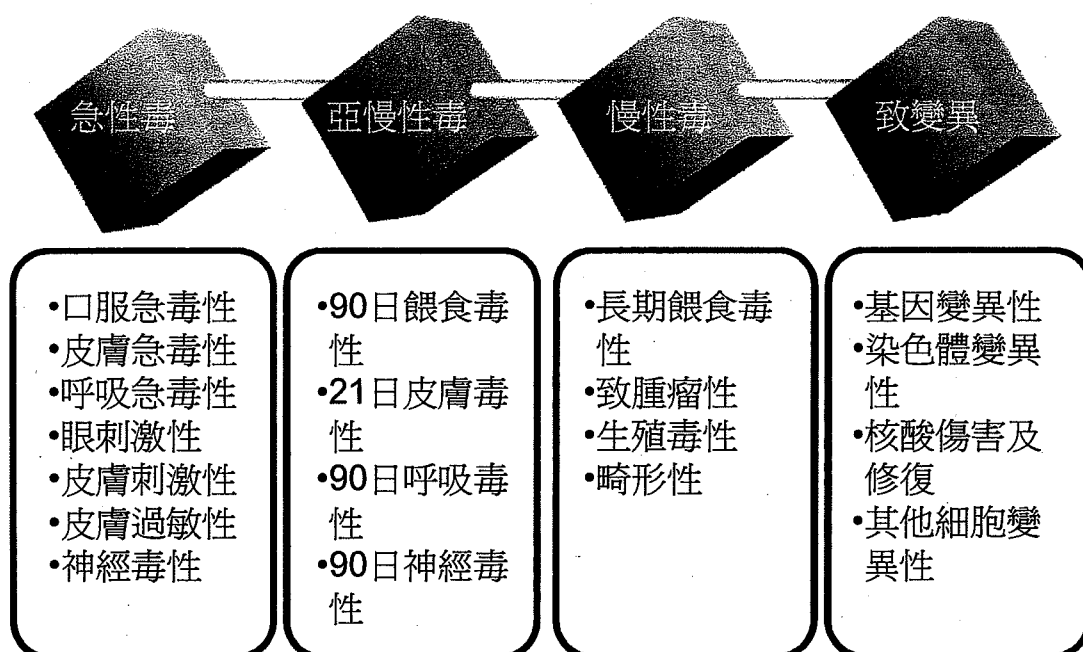 急性毒
亞慢性毒
慢性毒
致變異
•口服急毒性
•皮膚急毒性
•呼吸急毒性
•眼刺激性
•皮膚刺激性
•皮膚過敏性
•神經毒性
•90日餵食毒
性
•21日皮膚毒
性
•90日呼吸毒
性
•90日神經毒
性
•長期餵食毒
性
•致腫瘤性
•生殖毒性
•畸形性
•基因變異性
•染色體變異
性
•核酸傷害及
修復
•其他細胞變
異性